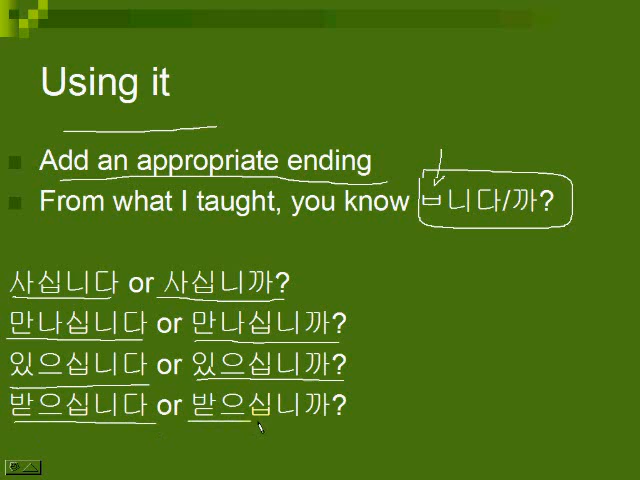 Using it
Add an appropriate ending
From what I taught, you know ㅂ니다/까?
사십니다 or 사십니까?
만나십니다 or 만나십니까?
있으십니다 or 있으십니까?
받으십니다 or 받으십니까?